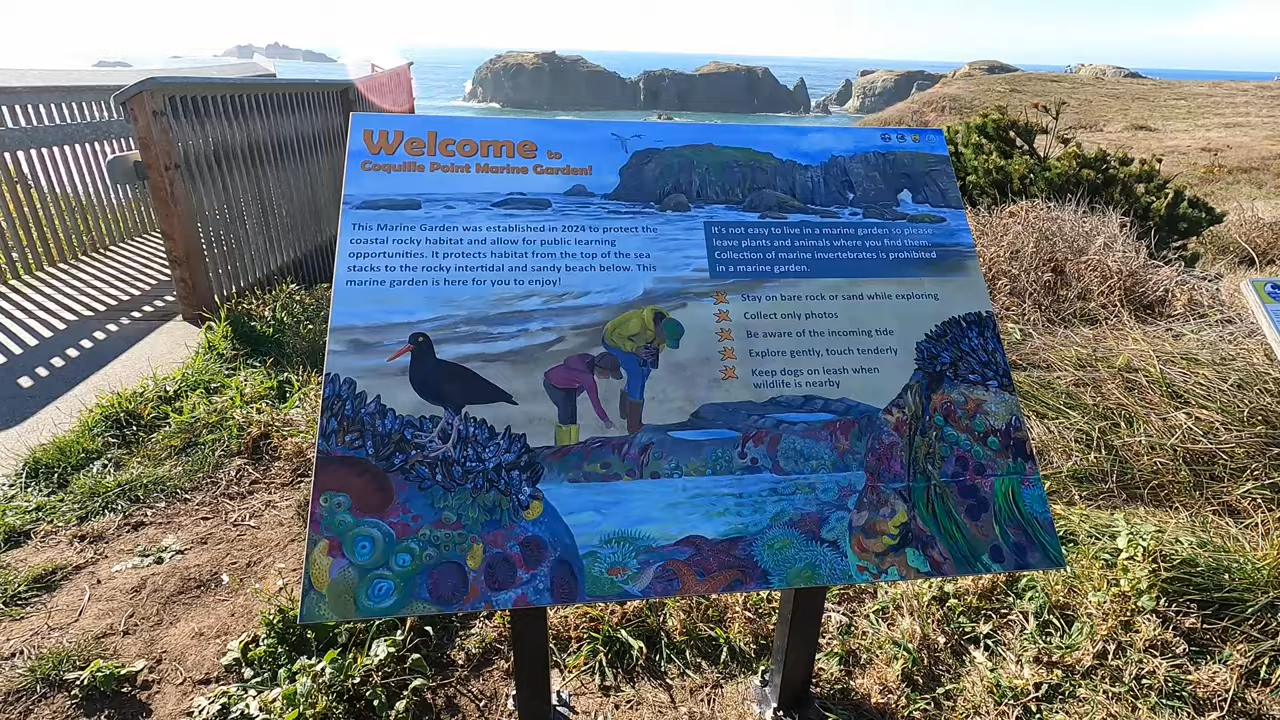 Welcome to
Coquille Point Marine Garden!
This Marine Garden was established in 2024 to protect the
coastal rocky habitat and allow for public learning
opportunities. It protects habitat from the top of the sea
stacks to the rocky intertidal and sandy beach below. This
marine garden is here for you to enjoy!
It's not easy to live in a marine garden so please
leave plants and animals where you find them.
Collection of marine invertebrates is prohibited
in a marine garden.
Stay on bare rock or sand while exploring
Collect only photos
Be aware of the incoming tide
Explore gently, touch tenderly
Keep dogs on leash when
wildlife is nearby